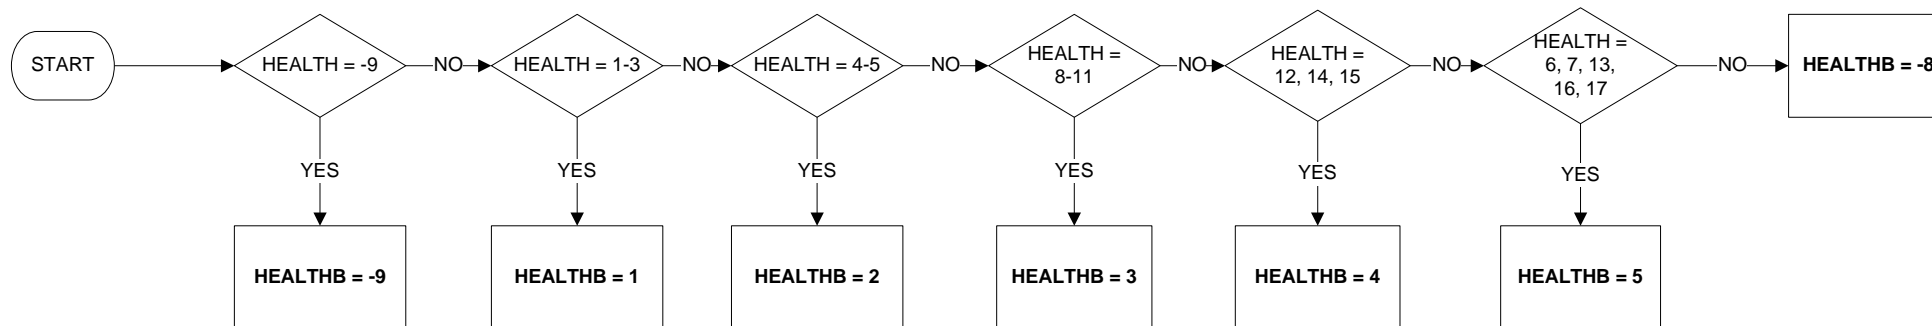 START
HEALTH = -9
NO
HEALTH = 1-3
NO
HEALTH = 4-5
NO
HEALTH =
8-11
NO
HEALTH =
12, 14, 15
NO
HEALTH =
6, 7, 13,
16, 17
NO
HEALTHB = -8
YES
YES
YES
YES
YES
YES
HEALTHB = -9
HEALTHB = 1
HEALTHB = 2
HEALTHB = 3
HEALTHB = 4
HEALTHB = 5